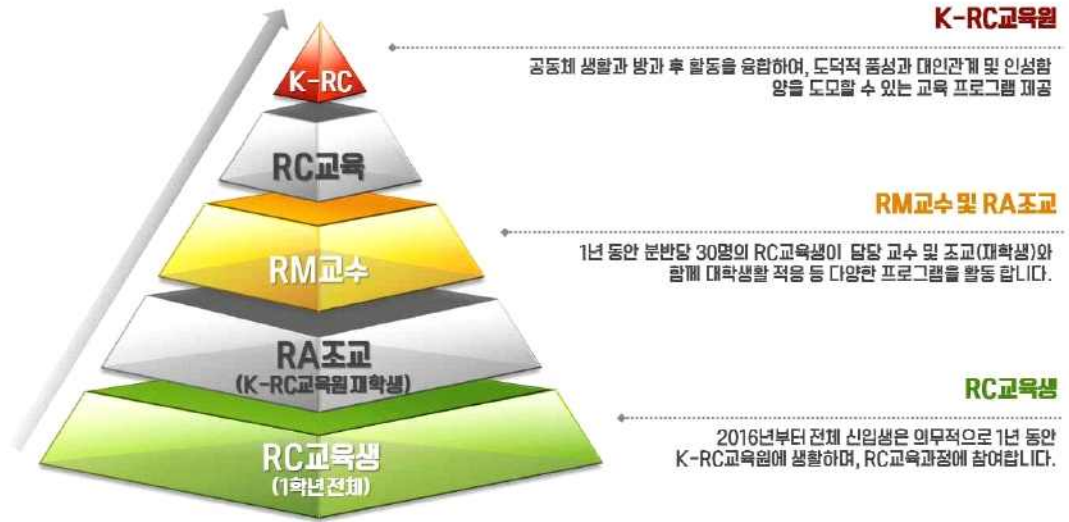 K-RC교육원
공동체 생활과 방과 후 활동을 융합하여, 도덕적 품성과 대인관계 및 인성함
양을 도모할 수 있는 교육 프로그램 제공
K-RC
RC교육
RM교수 및 RA조교
1년 동안 분반당 30명의 RC교육생이 담당 교수 및 조교(재학생)와
함께 대학생활 적응 등 다양한 프로그램을 활동 합니다.
RM교수
RA조교
(K-RC교육원 재학생)
RC교육생
2016년부터 전체 신입생은 의무적으로 1년 동안
K-RC교육원에 생활하며, RC교육과정에 참여합니다.
RC교육생
(1학년 전체)